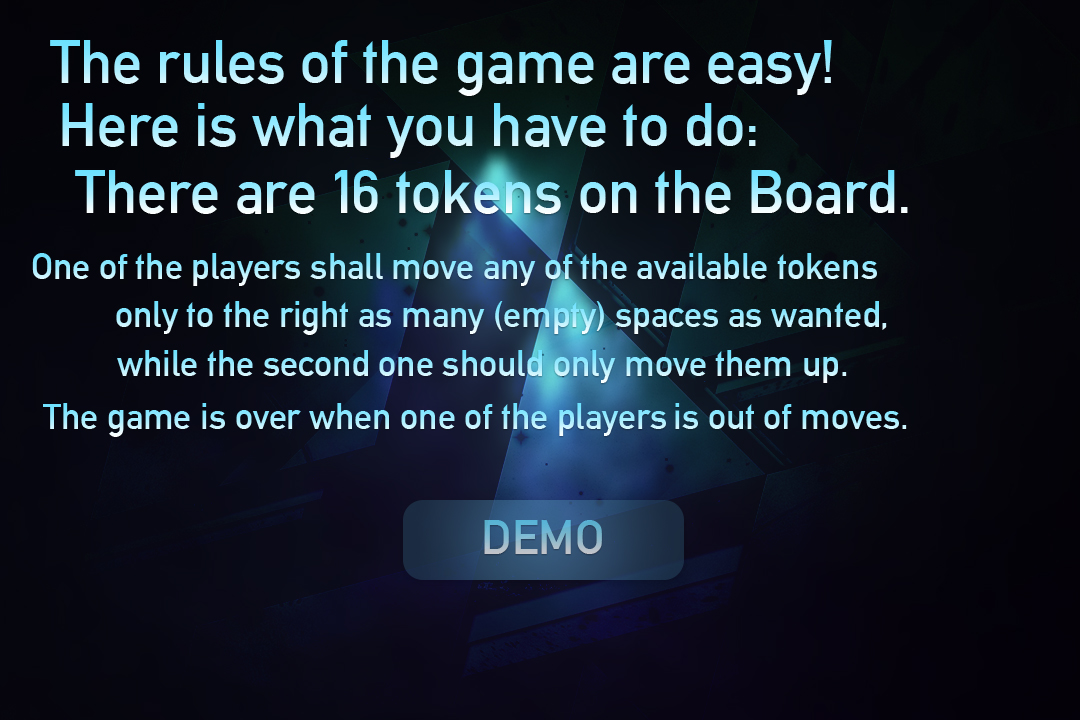 The rules of the game are easy!
Here is what you have to do:
There are 16 tokens on the Board.
One of the players shall move any of the available tokens
only to the right as many (empty) spaces as wanted,
while the second one should only move them up.
The game is over when one of the players is out of moves.
DEMO